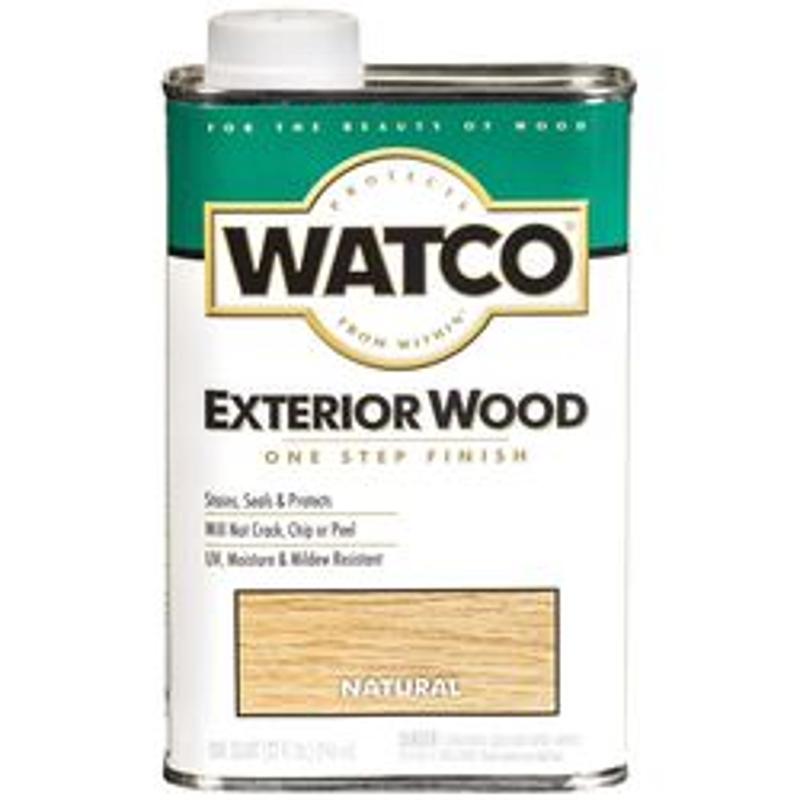 FOR THE BEAUTY OF WOOD
PROTECTS
WATCO®
FROM WITHIN
EXTERIOR WOOD
ONE STEP FINISH
Stains, Seals & Protects
Will Not Crack, Chip or Peel
UV, Moisture & Mildew Resistant
NATURAL